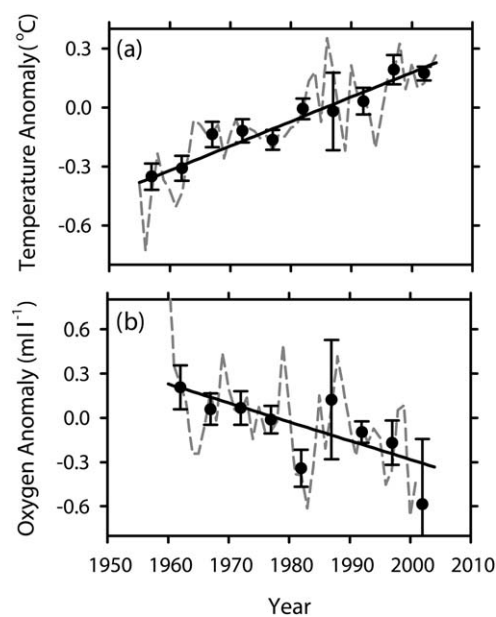 (a)
Temperature Anomaly (°C)
0.3
0.0
-0.3
-0.6
(b)
Oxygen Anomaly (ml l⁻¹)
0.6
0.3
0.0
-0.3
-0.6
1950 1960 1970 1980 1990 2000 2010
Year